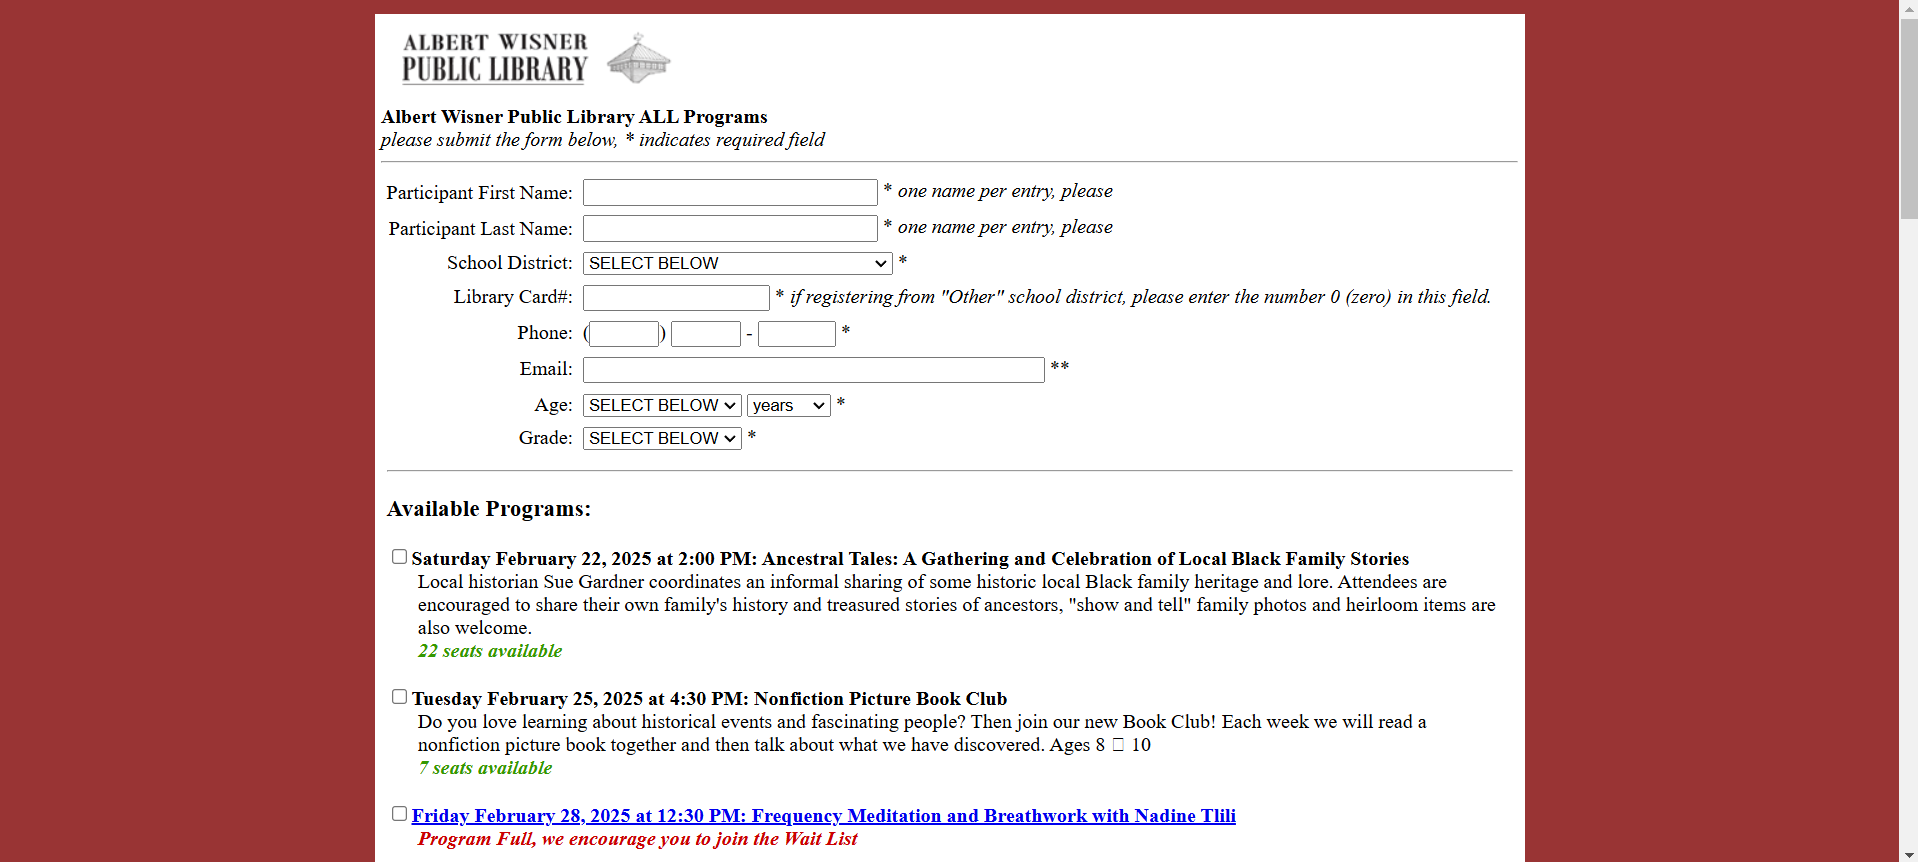 ALBERT WISNER
PUBLIC LIBRARY
Albert Wisner Public Library ALL Programs
please submit the form below, * indicates required field
Participant First Name: * one name per entry, please
Participant Last Name: * one name per entry, please
School District: SELECT BELOW *
Library Card#: * if registering from "Other" school district, please enter the number 0 (zero) in this field.
Phone: ( ) - *
Email: **
Age: SELECT BELOW years *
Grade: SELECT BELOW *
Available Programs:
Saturday February 22, 2025 at 2:00 PM: Ancestral Tales: A Gathering and Celebration of Local Black Family Stories
Local historian Sue Gardner coordinates an informal sharing of some historic local Black family heritage and lore. Attendees are
encouraged to share their own family's history and treasured stories of ancestors, "show and tell" family photos and heirloom items are
also welcome.
22 seats available
Tuesday February 25, 2025 at 4:30 PM: Nonfiction Picture Book Club
Do you love learning about historical events and fascinating people? Then join our new Book Club! Each week we will read a
nonfiction picture book together and then talk about what we have discovered. Ages 8 □ 10
7 seats available
Friday February 28, 2025 at 12:30 PM: Frequency Meditation and Breathwork with Nadine Tlili
Program Full, we encourage you to join the Wait List